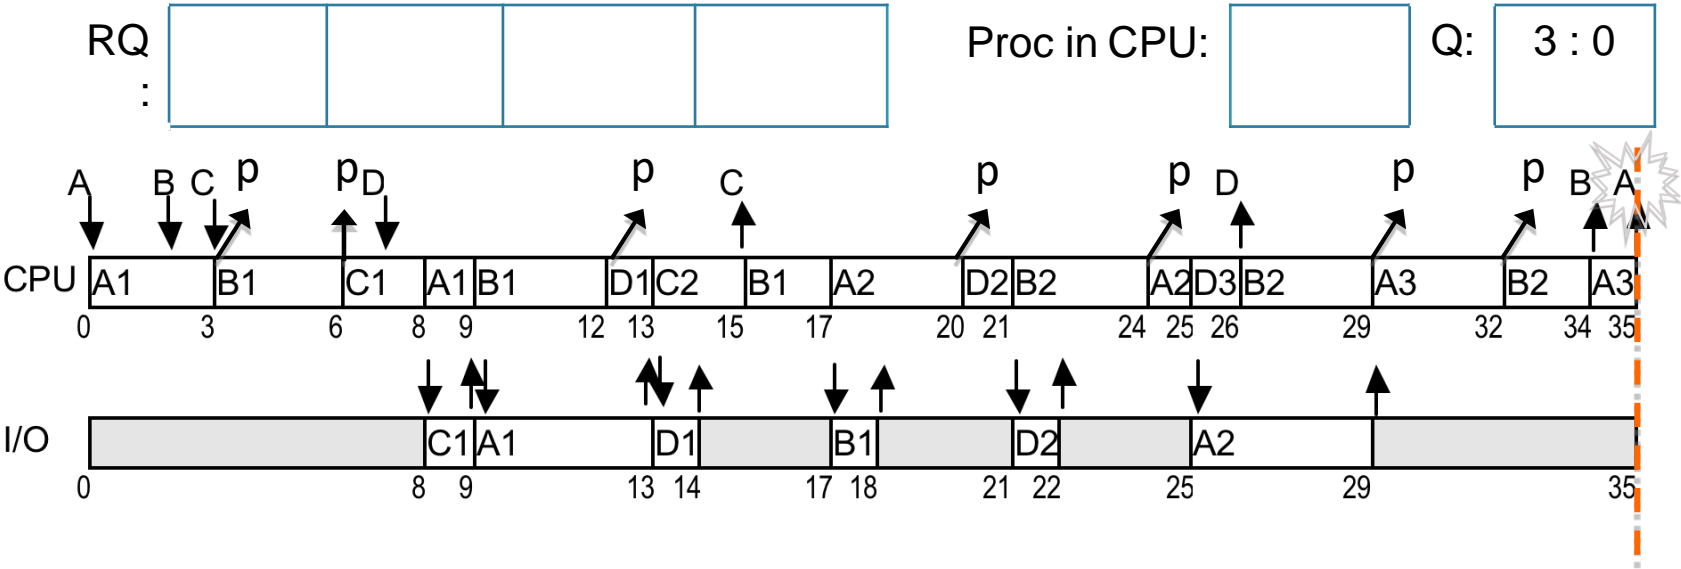 RQ : Proc in CPU: Q: 3 : 0
A B C p p D p C p p D p p B A
CPU A1 B1 C1 A1 B1 D1 C2 B1 A2 D2 B2 A2 D3 B2 A3 B2 A3
0 3 6 8 9 12 13 15 17 20 21 24 25 26 29 32 34 35
I/O C1 A1 D1 B1 D2 A2
0 8 9 13 14 17 18 21 22 25 29 35